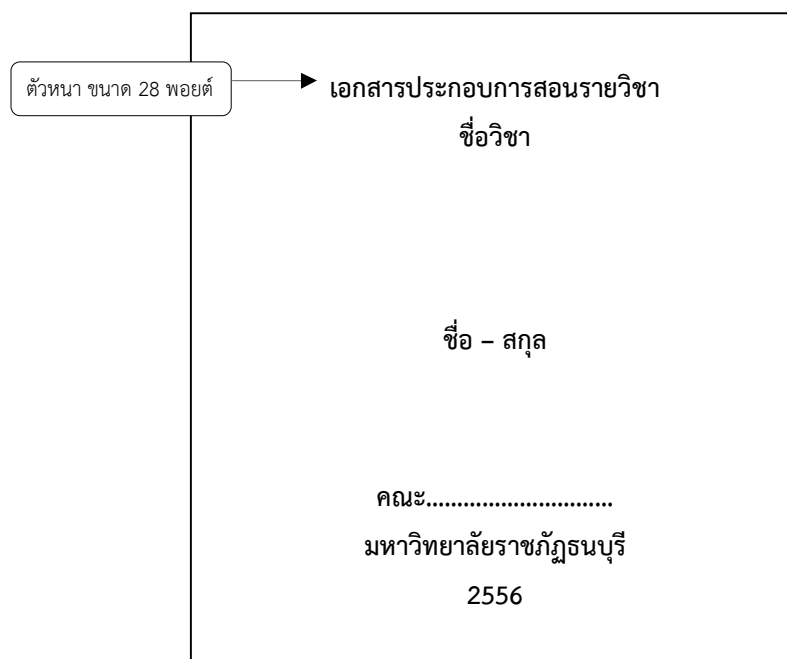 ตัวหนา ขนาด 28 พอยต์
เอกสารประกอบการสอนรายวิชา
ชื่อวิชา
ชื่อ – สกุล
คณะ..............................
มหาวิทยาลัยราชภัฏธนบุรี
2556